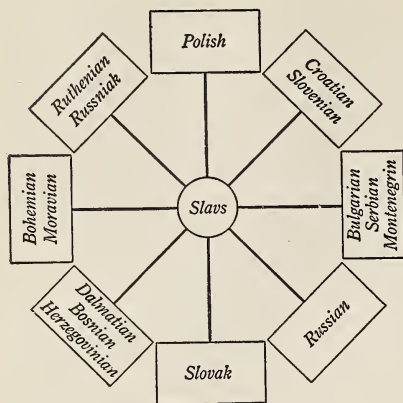 Polish
Croatian
Slovenian
Bulgarian
Serbian
Montenegrin
Russian
Slovak
Dalmatian
Bosnian
Herzegovinian
Bohemian
Moravian
Ruthenian
Russniak
Slavs